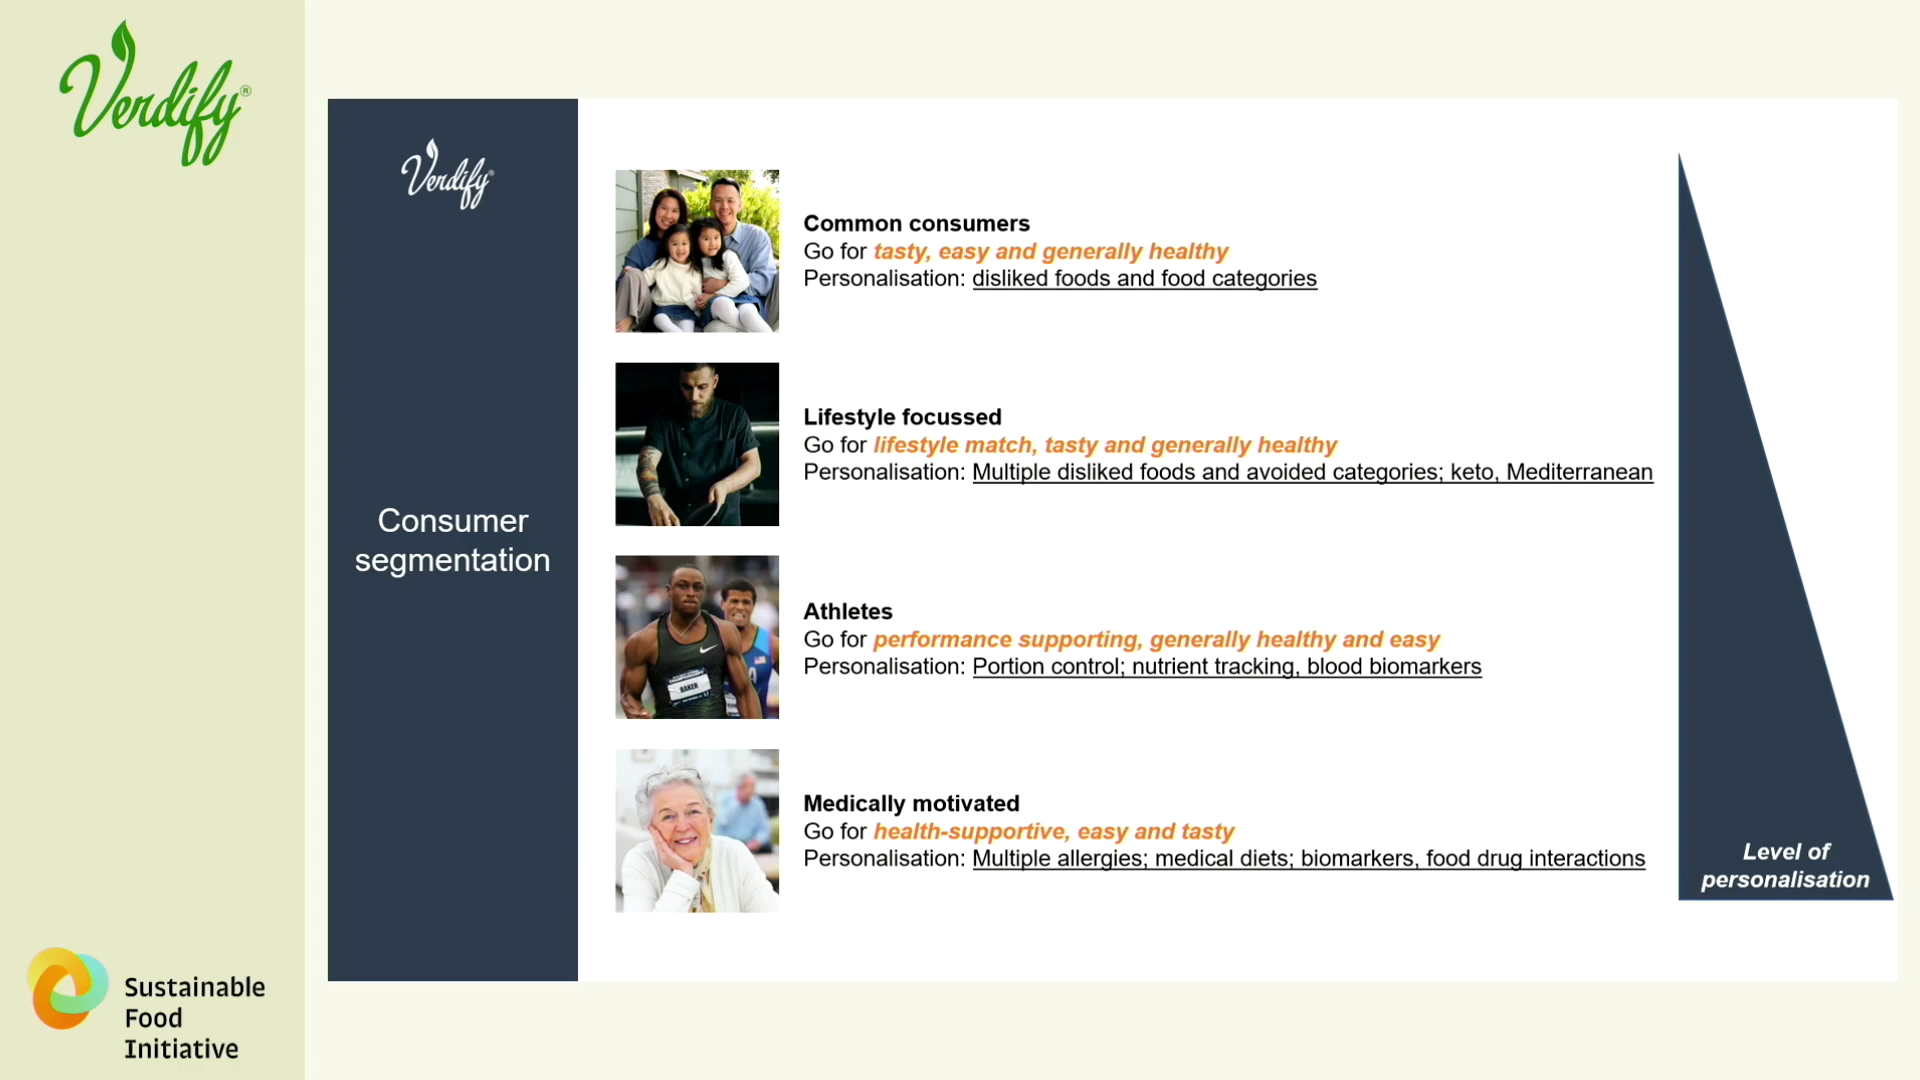 Verdify®
Verdify®
Consumer
segmentation
Common consumers
Go for tasty, easy and generally healthy
Personalisation: disliked foods and food categories
Lifestyle focussed
Go for lifestyle match, tasty and generally healthy
Personalisation: Multiple disliked foods and avoided categories; keto, Mediterranean
Athletes
Go for performance supporting, generally healthy and easy
Personalisation: Portion control; nutrient tracking, blood biomarkers
BAKER
Medically motivated
Go for health-supportive, easy and tasty
Personalisation: Multiple allergies; medical diets; biomarkers, food drug interactions
Level of
personalisation
Sustainable
Food
Initiative